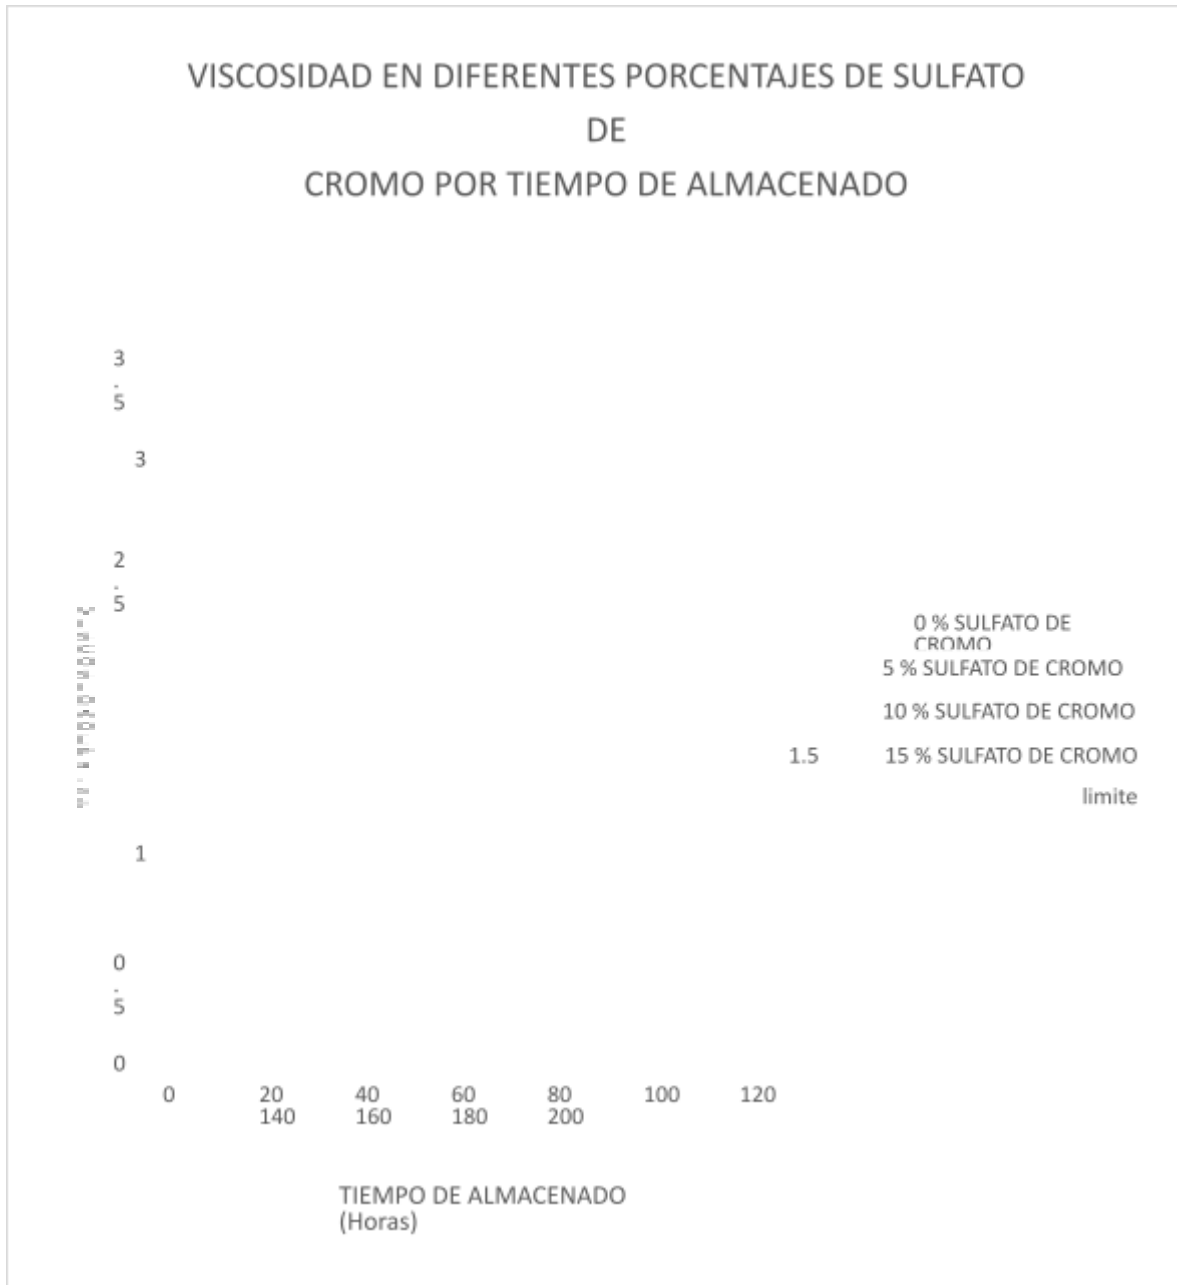 VISCOSIDAD EN DIFERENTES PORCENTAJES DE SULFATO
DE
CROMO POR TIEMPO DE ALMACENADO
3
.
5
3
2
.
5
0 % SULFATO DE
CROMO
5 % SULFATO DE CROMO
10 % SULFATO DE CROMO
1.5 15 % SULFATO DE CROMO
limite
1
0
.
5
0
0 20 40 60 80 100 120
140 160 180 200
TIEMPO DE ALMACENADO
(Horas)